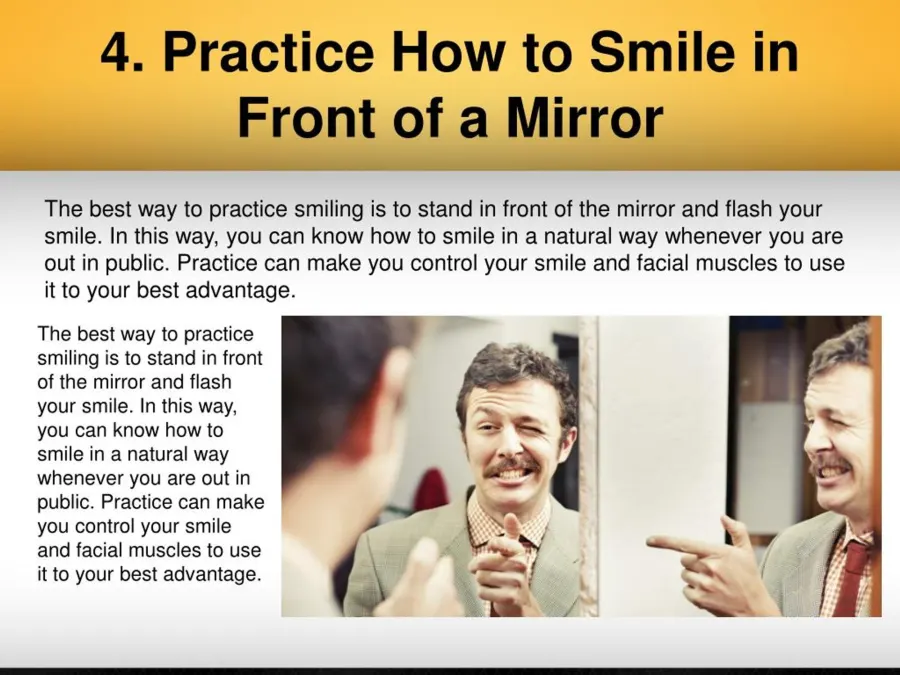 4. Practice How to Smile in
Front of a Mirror
The best way to practice smiling is to stand in front of the mirror and flash your
smile. In this way, you can know how to smile in a natural way whenever you are
out in public. Practice can make you control your smile and facial muscles to use
it to your best advantage.
The best way to practice
smiling is to stand in front
of the mirror and flash
your smile. In this way,
you can know how to
smile in a natural way
whenever you are out in
public. Practice can make
you control your smile
and facial muscles to use
it to your best advantage.